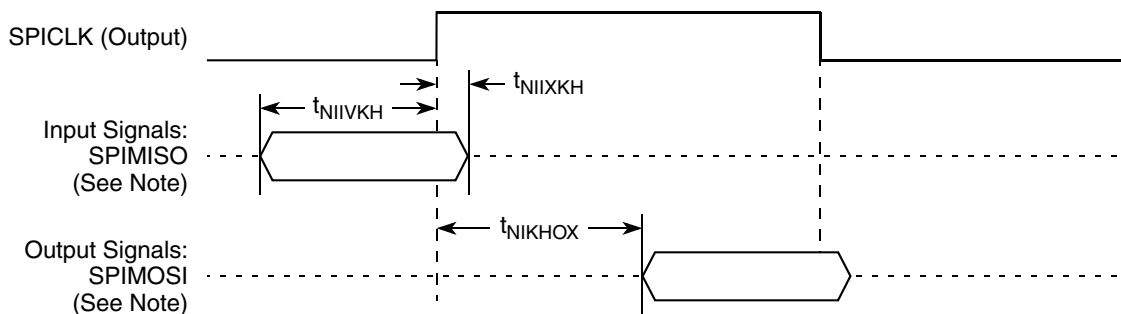 SPICLK (Output)
tNIIXKH
tNIIVKH
Input Signals:
SPIMISO
(See Note)
tNIKHOX
Output Signals:
SPIMOSI
(See Note)